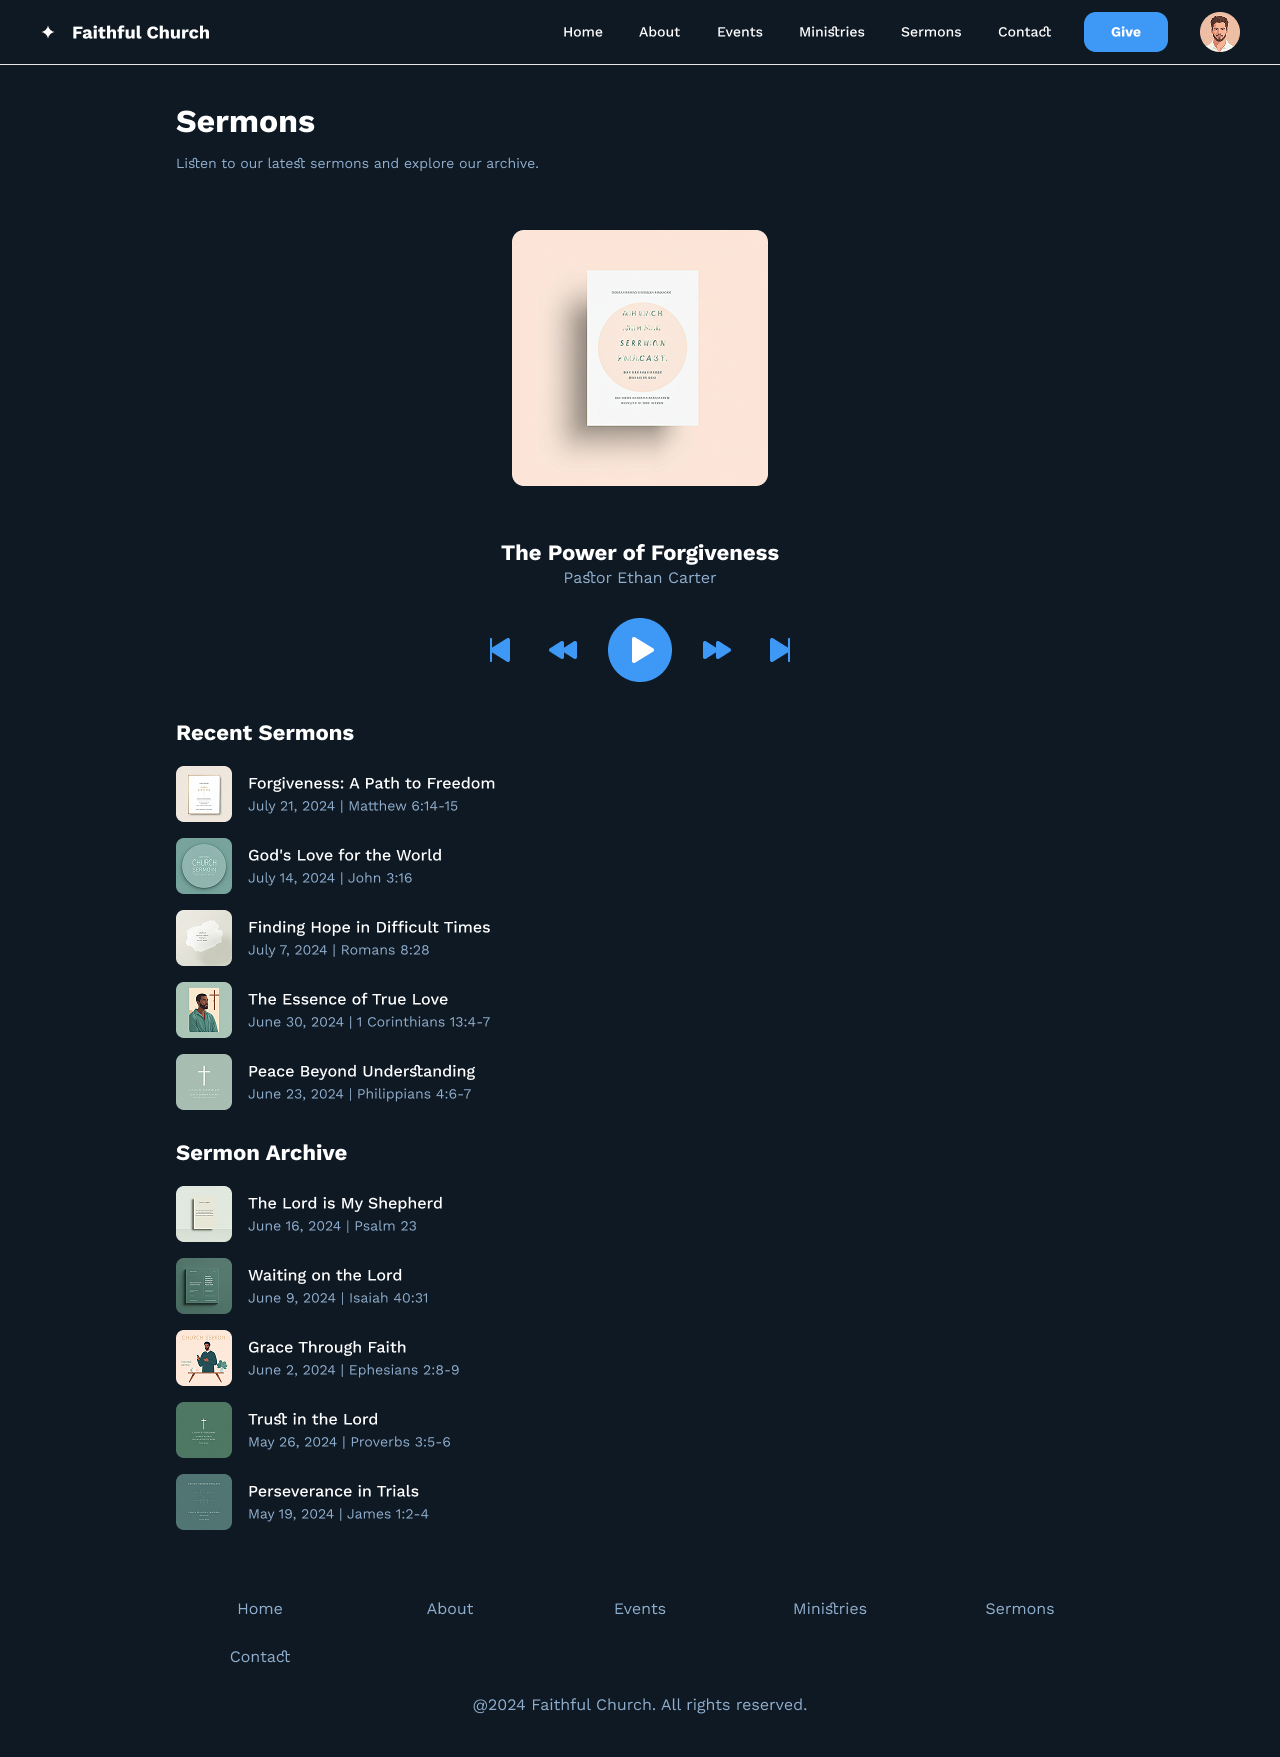 Faithful Church
Home About Events Ministries Sermons Contact Give
Sermons
Listen to our latest sermons and explore our archive.
The Power of Forgiveness
Pastor Ethan Carter
Recent Sermons
Forgiveness: A Path to Freedom
July 21, 2024 | Matthew 6:14-15
CHURCH
SERMON
God's Love for the World
July 14, 2024 | John 3:16
Finding Hope in Difficult Times
July 7, 2024 | Romans 8:28
The Essence of True Love
June 30, 2024 | 1 Corinthians 13:4-7
Peace Beyond Understanding
June 23, 2024 | Philippians 4:6-7
Sermon Archive
The Lord is My Shepherd
June 16, 2024 | Psalm 23
Waiting on the Lord
June 9, 2024 | Isaiah 40:31
Grace Through Faith
June 2, 2024 | Ephesians 2:8-9
Trust in the Lord
May 26, 2024 | Proverbs 3:5-6
Perseverance in Trials
May 19, 2024 | James 1:2-4
Home About Events Ministries Sermons
Contact
@2024 Faithful Church. All rights reserved.